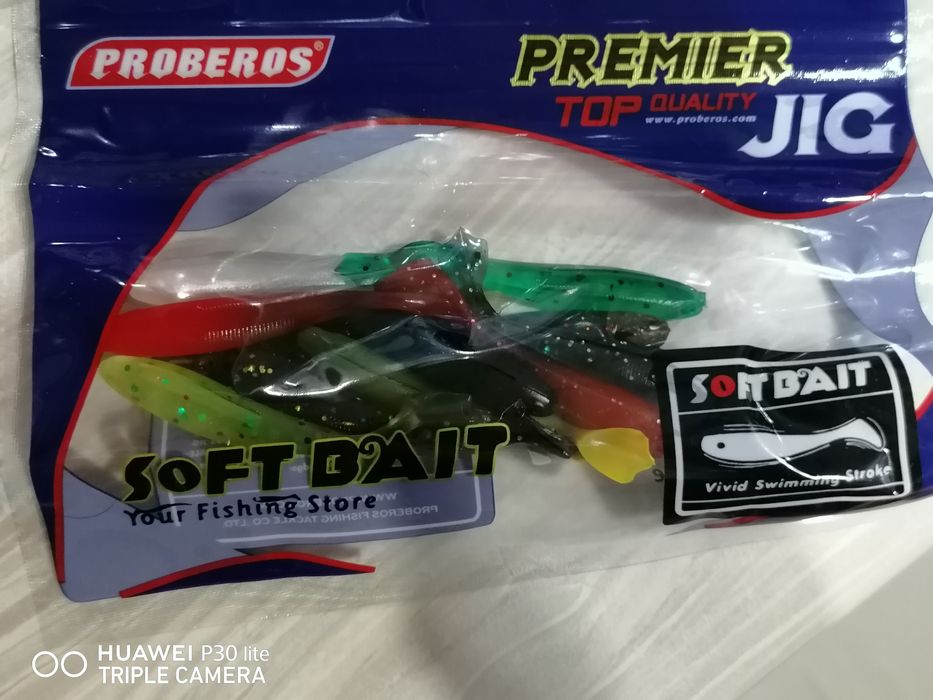 PROBEROS®
PREMIER
TOP QUALITY
www.proberos.com
JIG
SOFT BAIT
Vivid Swimming Stroke
SOFT BAIT
Your Fishing Store
PROBEROS FISHING TACKLE CO.,LTD
HUAWEI P30 lite
TRIPLE CAMERA